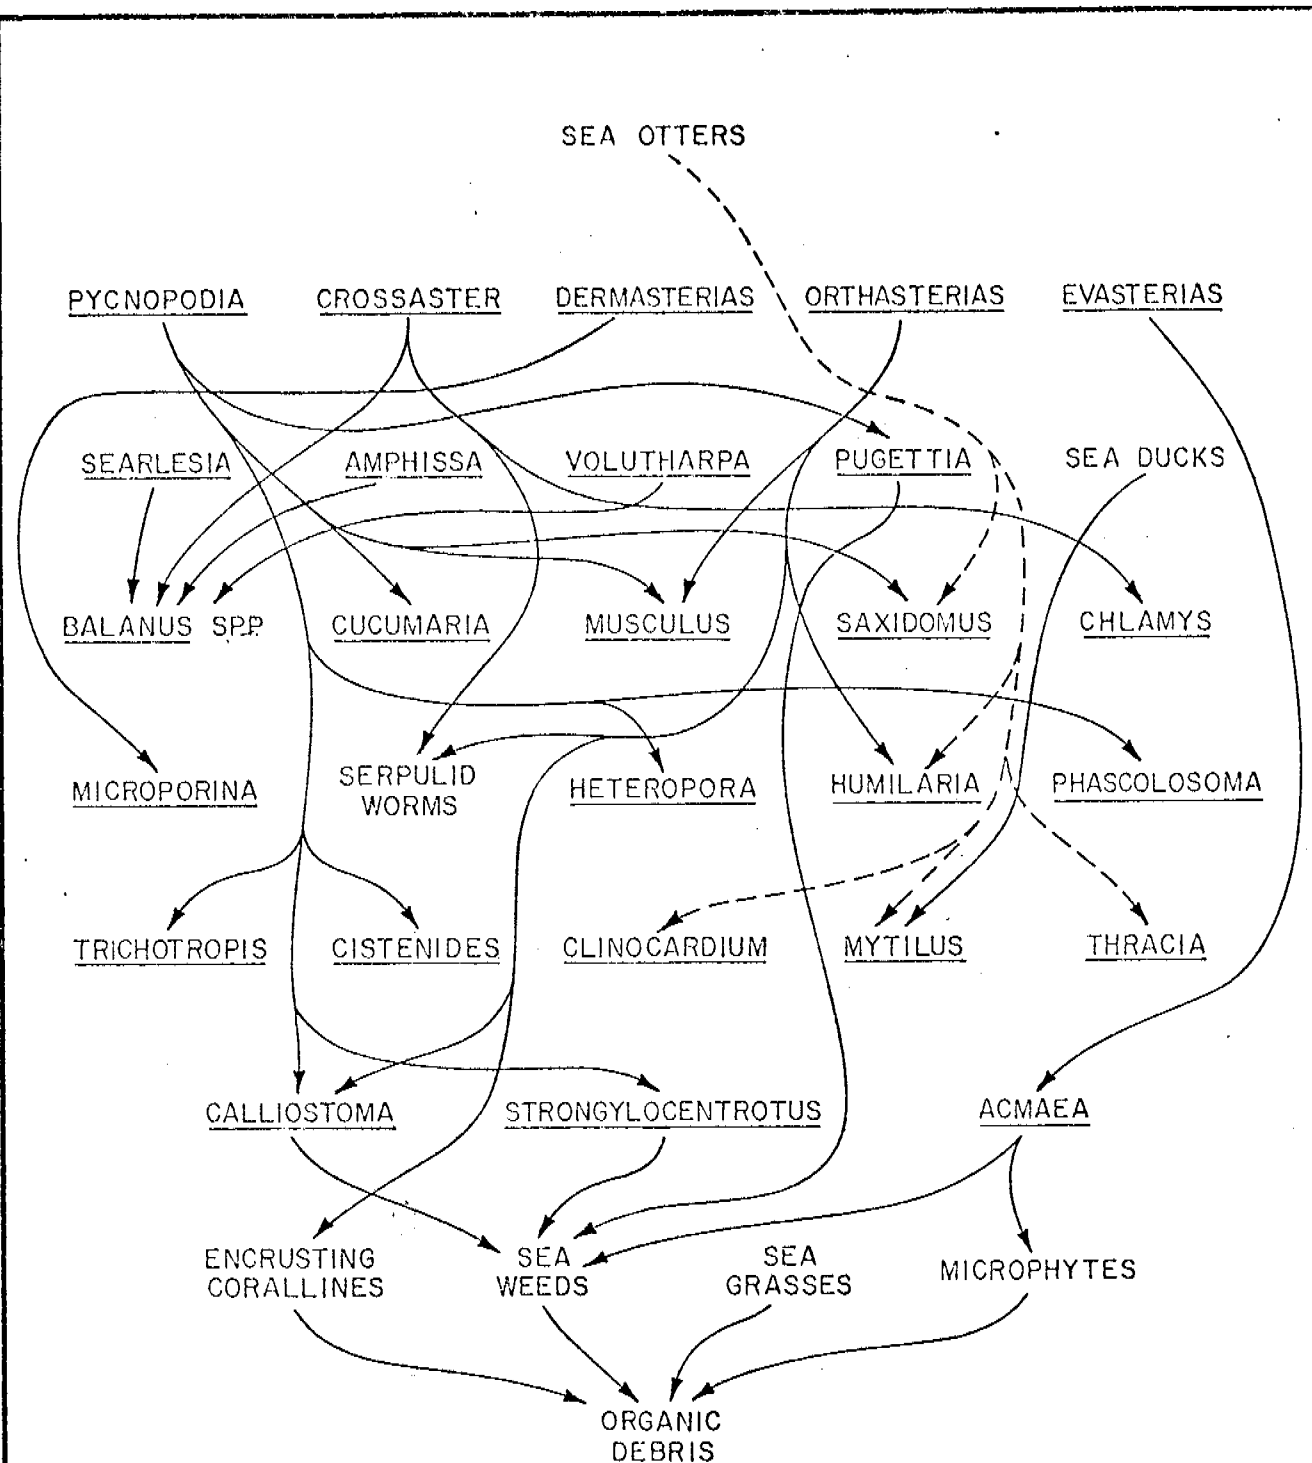 SEA OTTERS
PYCNOPODIA CROSSASTER DERMASTERIAS ORTHASTERIAS EVASTERIAS
SEARLESIA AMPHISSA VOLUTHARPA PUGETTIA SEA DUCKS
BALANUS SPP CUCUMARIA MUSCULUS SAXIDOMUS CHLAMYS
MICROPORINA SERPULID WORMS HETEROPORA HUMILARIA PHASCOLOSOMA
TRICHOTROPIS CISTENIDES CLINOCARDIUM MYTILUS THRACIA
CALLIOSTOMA STRONGYLOCENTROTUS ACMAEA
ENCRUSTING
CORALLINES
SEA
WEEDS
SEA
GRASSES
MICROPHYTES
ORGANIC
DEBRIS